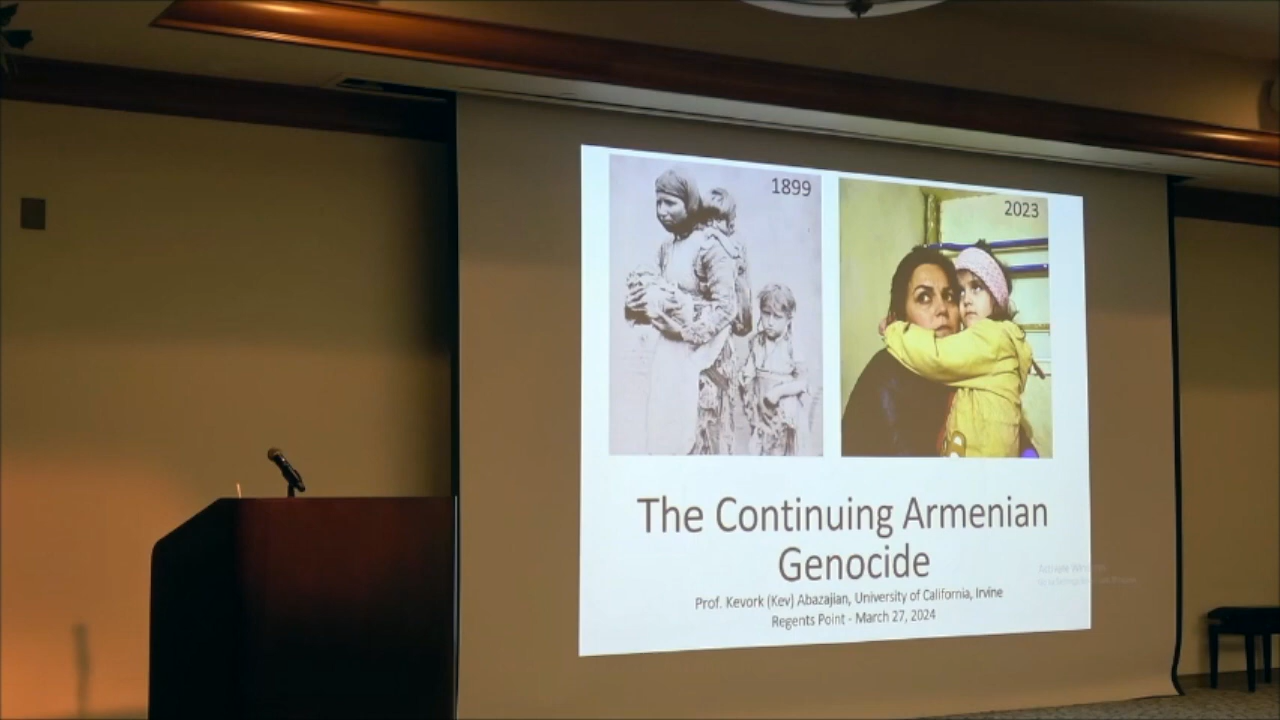 1899
2023
The Continuing Armenian
Genocide
Prof. Kevork (Kev) Abazajian, University of California, Irvine
Regents Point - March 27, 2024